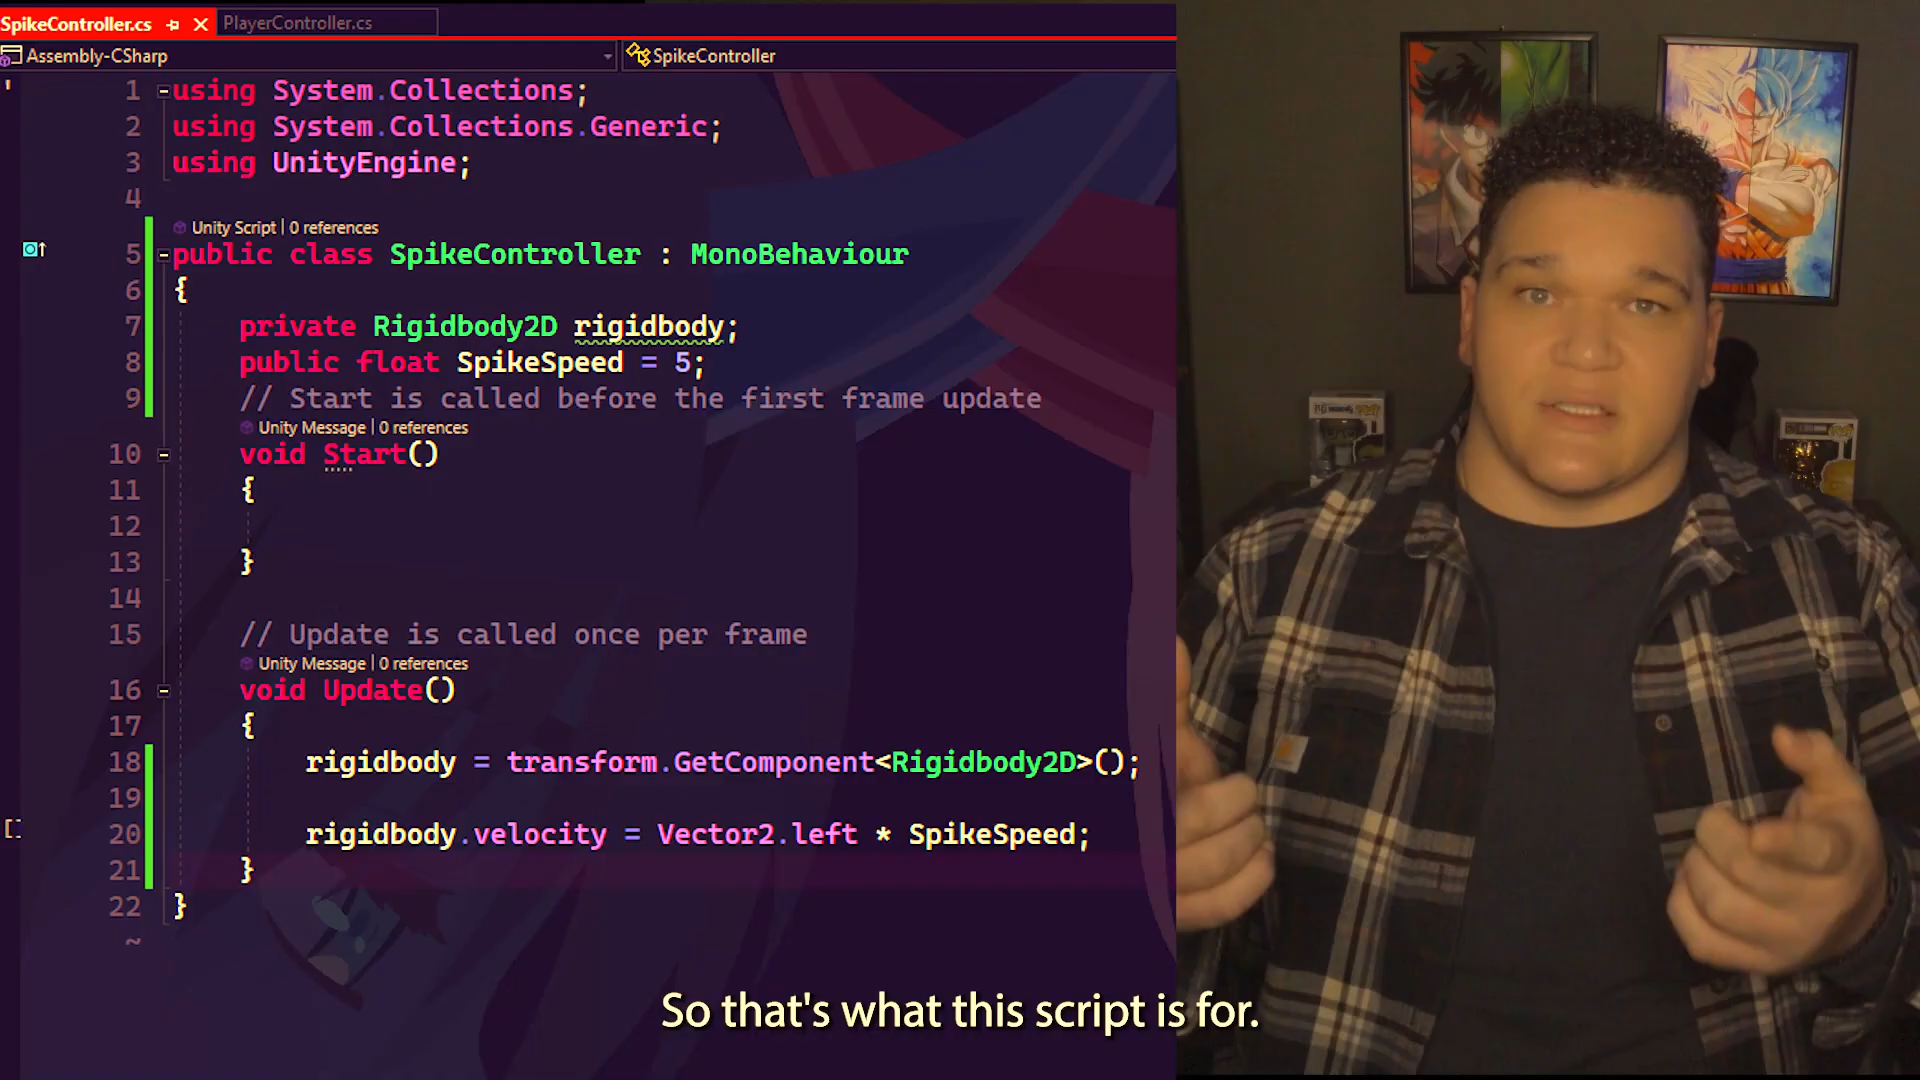 SpikeController.cs
PlayerController.cs
Assembly-CSharp
SpikeController
1 using System.Collections;
2 using System.Collections.Generic;
3 using UnityEngine;
4
Unity Script | 0 references
5 public class SpikeController : MonoBehaviour
6 {
7 private Rigidbody2D rigidbody;
8 public float SpikeSpeed = 5;
9 // Start is called before the first frame update
Unity Message | 0 references
10 void Start()
11 {
12
13 }
14
15 // Update is called once per frame
Unity Message | 0 references
16 void Update()
17 {
18 rigidbody = transform.GetComponent<Rigidbody2D>();
19
20 rigidbody.velocity = Vector2.left * SpikeSpeed;
21 }
22 }
~
So that's what this script is for.